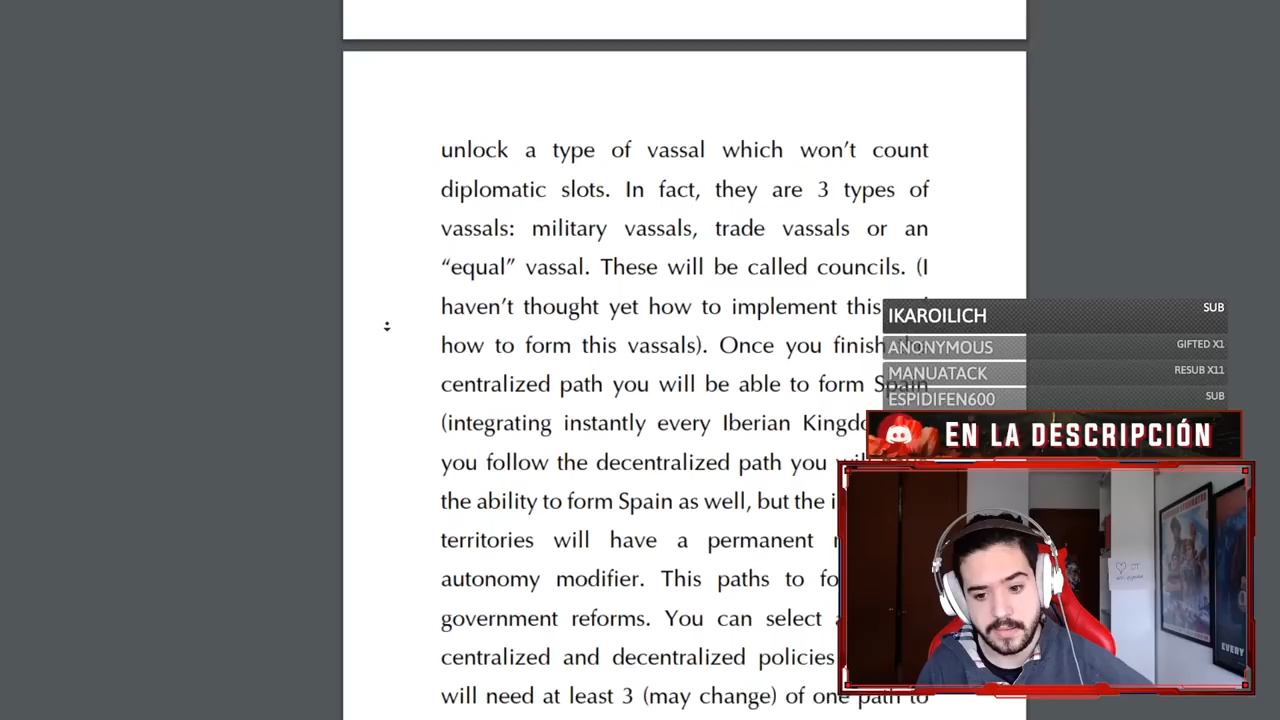 unlock a type of vassal which won't count
diplomatic slots. In fact, they are 3 types of
vassals: military vassals, trade vassals or an
“equal” vassal. These will be called councils. (I
haven't thought yet how to implement this
how to form this vassals). Once you finish
centralized path you will be able to form Spain
(integrating instantly every Iberian
you follow the decentralized path you
the ability to form Spain as well, but the
territories will have a permanent
autonomy modifier. This paths to
government reforms. You can select
centralized and decentralized policies
will need at least 3 (may change) of one path to
IKAROILICH SUB
ANONYMOUS GIFTED X1
MANUATACK RESUB X11
ESPIDIFEN600 SUB
EN LA DESCRIPCIÓN
EVERY